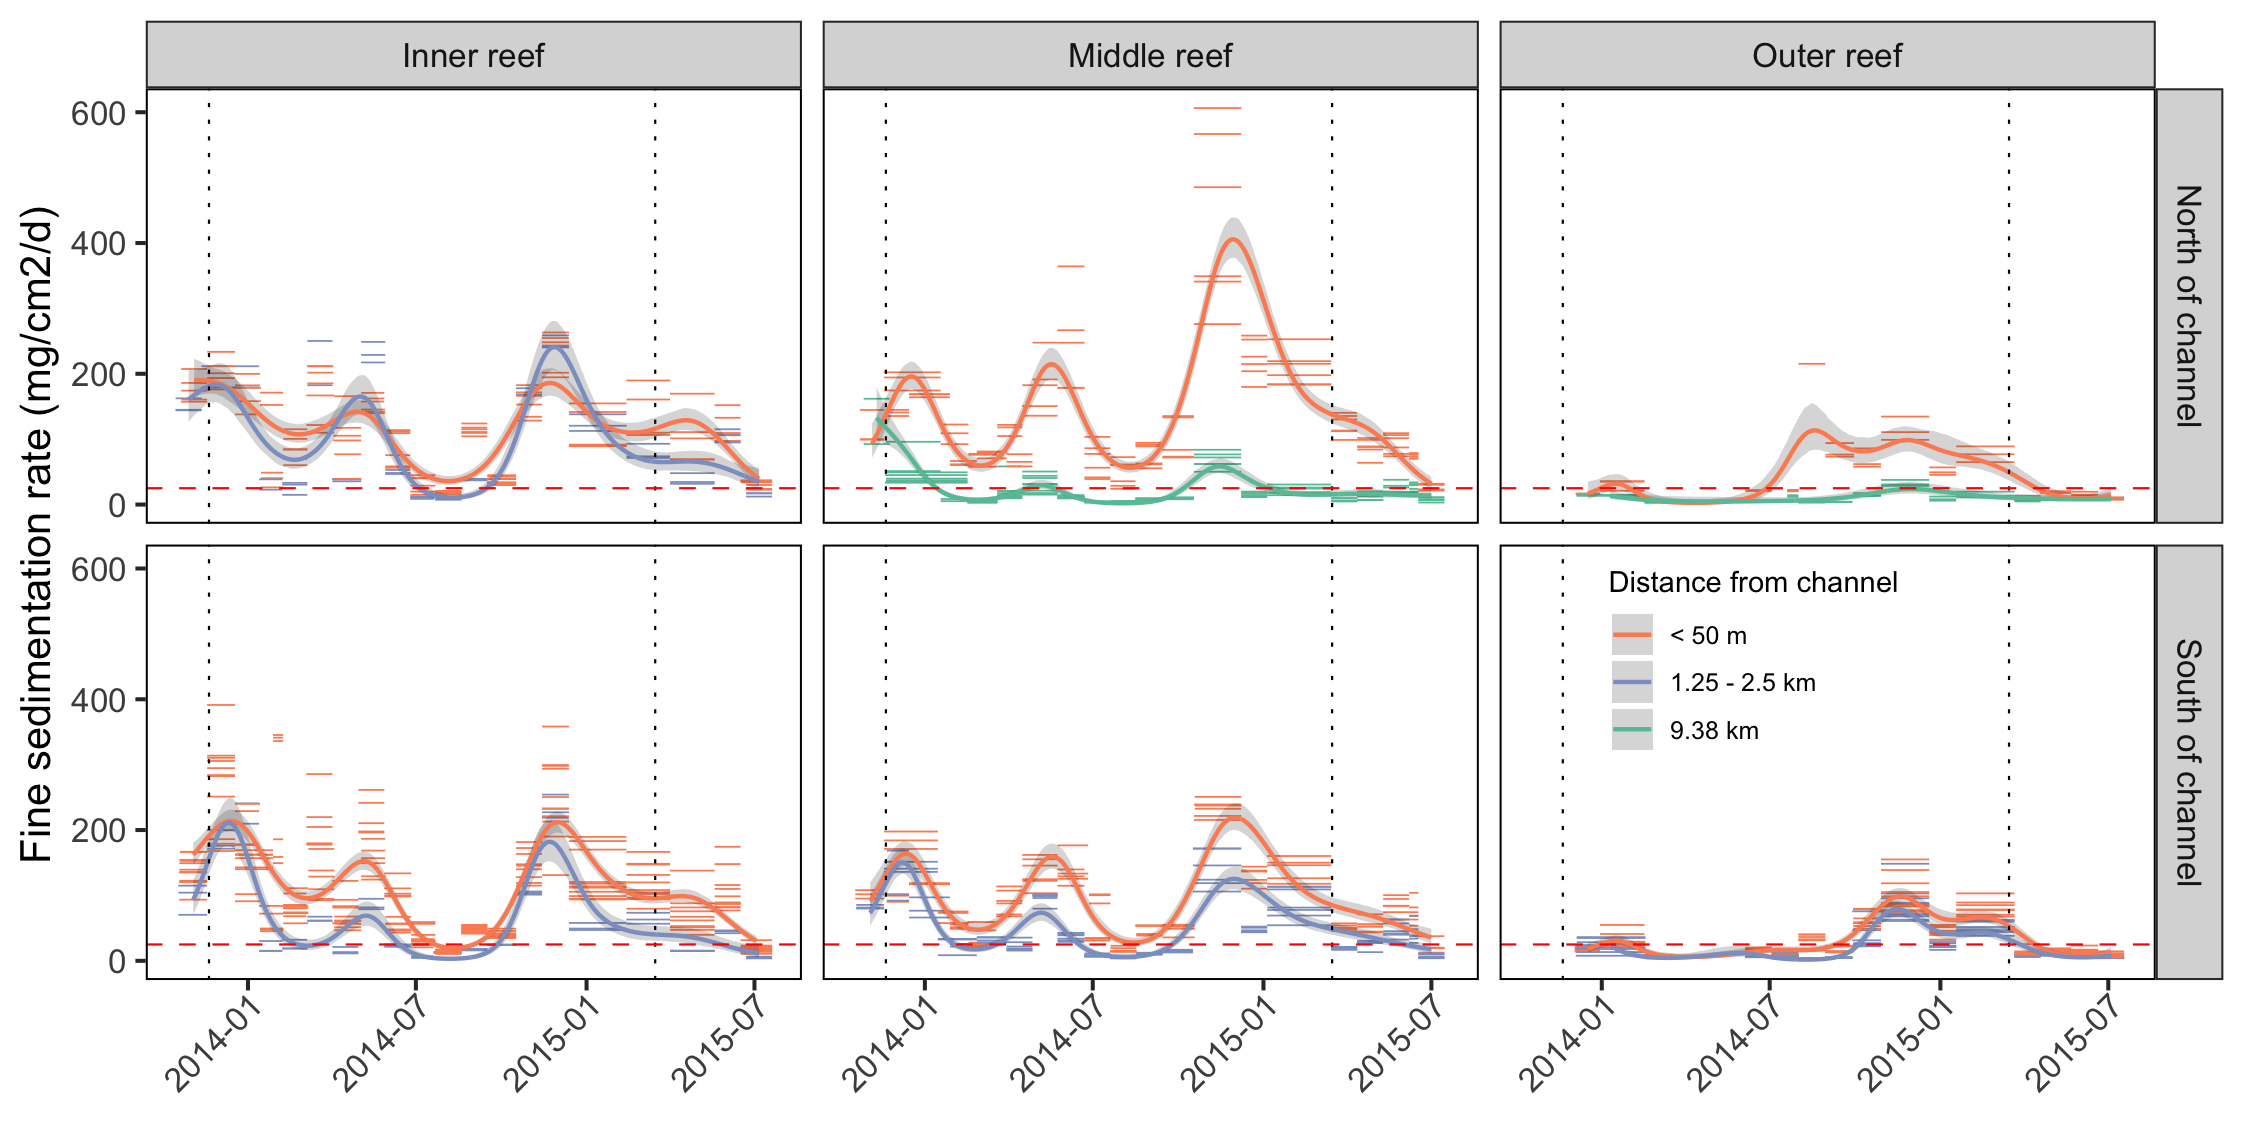 Inner reef
Middle reef
Outer reef
Fine sedimentation rate (mg/cm2/d)
600
400
200
0
North of channel
600
400
200
0
South of channel
Distance from channel
< 50 m
1.25 - 2.5 km
9.38 km
2014-01
2014-07
2015-01
2015-07
2014-01
2014-07
2015-01
2015-07
2014-01
2014-07
2015-01
2015-07